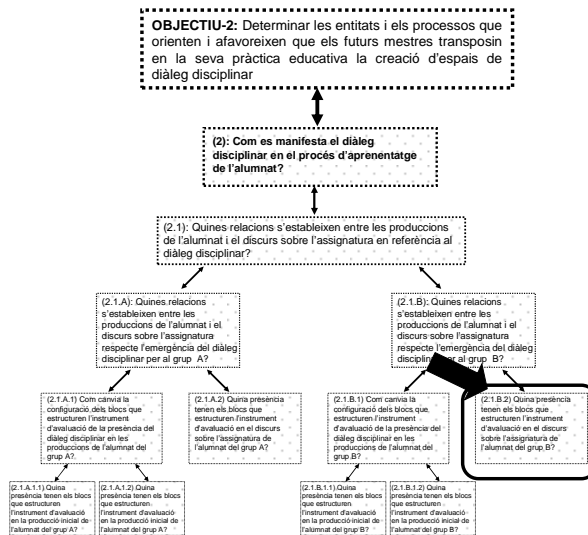 OBJECTIU-2: Determinar les entitats i els processos que
orienten i afavoreixen que els futurs mestres transposin
en la seva pràctica educativa la creació d'espais de
diàleg disciplinar
(2): Com es manifesta el diàleg
disciplinar en el procés d'aprenentatge
de l'alumnat?
(2.1): Quines relacions s'estableixen entre les produccions
de l'alumnat i el discurs sobre l'assignatura en referència al
diàleg disciplinar?
(2.1.A): Quines relacions
s'estableixen entre les
produccions de l'alumnat i el
discurs sobre l'assignatura
respecte l'emergència del diàleg
disciplinar per al grup A?
(2.1.B): Quines relacions
s'estableixen entre les
produccions de l'alumnat i el
discurs sobre l'assignatura
respecte l'emergència del diàleg
disciplinar per al grup B?
(2.1.A.1) Com canvia la
configuració dels blocs que
estructuren l'instrument
d'avaluació de la presència del
diàleg disciplinar en les
produccions de l'alumnat del
grup A?
(2.1.A.2) Quina presència
tenen els blocs que
estructuren l'instrument
d'avaluació en el discurs
sobre l'assignatura de
l'alumnat del grup A?
(2.1.B.1) Com canvia la
configuració dels blocs que
estructuren l'instrument
d'avaluació de la presència del
diàleg disciplinar en les
produccions de l'alumnat del
grup B?
(2.1.B.2) Quina presència
tenen els blocs que
estructuren l'instrument
d'avaluació en el discurs
sobre l'assignatura de
l'alumnat del grup B?
(2.1.A.1.1) Quina
presència tenen els blocs
que estructuren
l'instrument d'avaluació
en la producció inicial de
l'alumnat del grup A?
(2.1.A.1.2) Quina
presència tenen els blocs
que estructuren
l'instrument d'avaluació
en la producció final de
l'alumnat del grup A?
(2.1.B.1.1) Quina
presència tenen els blocs
que estructuren
l'instrument d'avaluació
en la producció inicial de
l'alumnat del grup B?
(2.1.B.1.2) Quina
presència tenen els blocs
que estructuren
l'instrument d'avaluació
en la producció final de
l'alumnat del grup B?